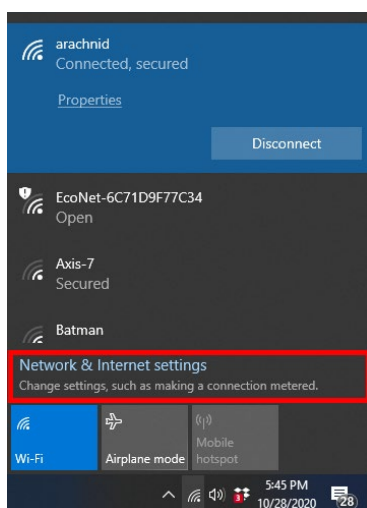 arachnid
Connected, secured
Properties
Disconnect
EcoNet-6C71D9F77C34
Open
Axis-7
Secured
Batman
Network & Internet settings
Change settings, such as making a connection metered.
Wi-Fi
Airplane mode
Mobile
hotspot
5:45 PM
10/28/2020
28